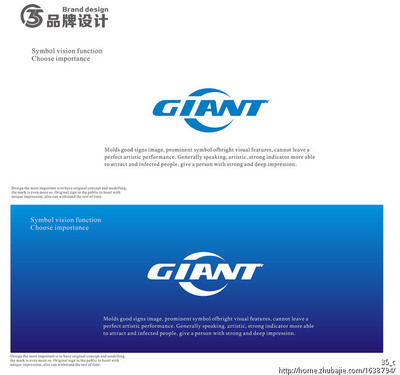 35 Brand design
品牌设计
Symbol vision function
Choose importance
GIANT
Molds good signs image, prominent symbol ofbright visual features, cannot leave a
perfect artistic performance. Generally speaking, artistic, strong indicator more able
to attract and infected people, give a person with strong and deep impression.
Design the most important is to have original concept and modelling,
the mark is even more so. Original sign in the public to boast with
unique impression, also can withstand the test of time.
Symbol vision function
Choose importance
GIANT
Molds good signs image, prominent symbol ofbright visual features, cannot leave a
perfect artistic performance. Generally speaking, artistic, strong indicator more able
to attract and infected people, give a person with strong and deep impression.
Design the most important is to have original concept and modelling,
the mark is even more so. Original sign in the public to boast with
unique impression, also can withstand the test of time.
35_c
http://home.zhubajie.com/1638794/